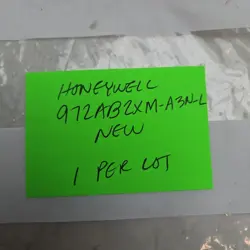 HONEYWELL
972AB2XM-A3N-L
NEW
1 PER LOT